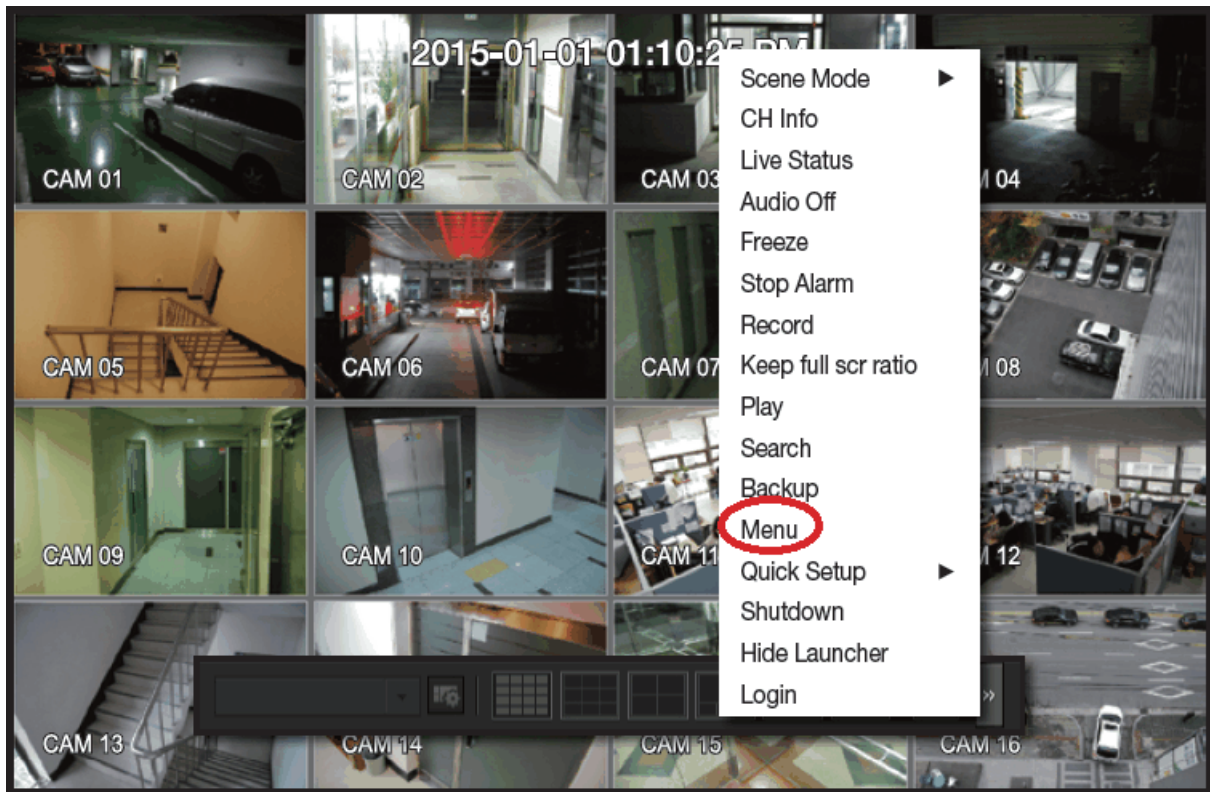 2015-01-01 01:10:25 PM
CAM 01
CAM 02
CAM 03
04
CAM 05
CAM 06
CAM 07
08
CAM 09
CAM 10
CAM 11
12
CAM 13
CAM 14
CAM 15
CAM 16
Scene Mode ▶
CH Info
Live Status
Audio Off
Freeze
Stop Alarm
Record
Keep full scr ratio
Play
Search
Backup
Menu
Quick Setup ▶
Shutdown
Hide Launcher
Login
»